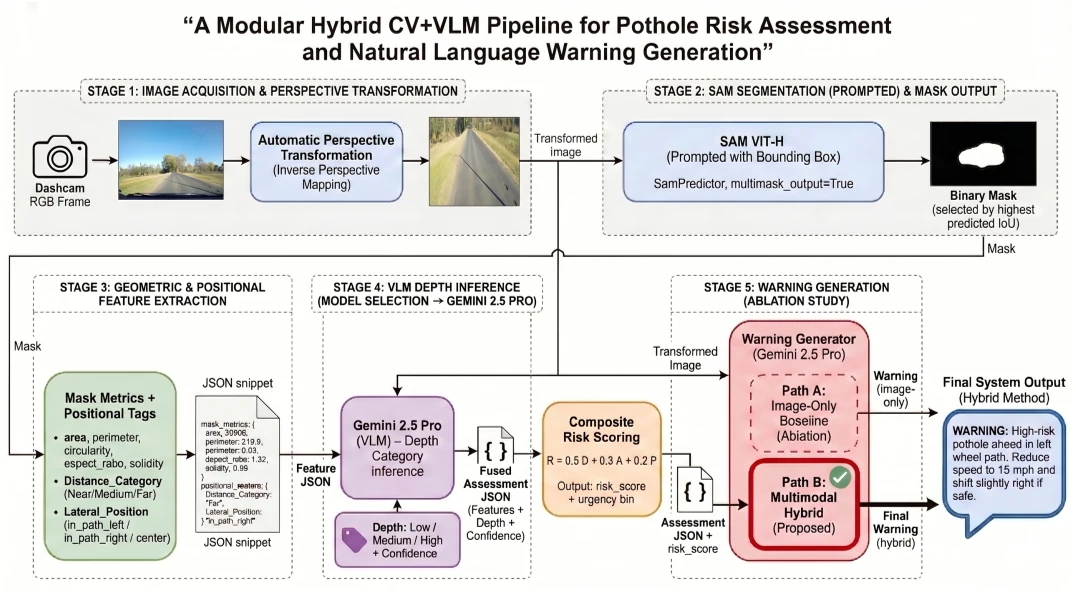 “A Modular Hybrid CV+VLM Pipeline for Pothole Risk Assessment
and Natural Language Warning Generation”
STAGE 1: IMAGE ACQUISITION & PERSPECTIVE TRANSFORMATION
Dashcam
RGB Frame
Automatic Perspective
Transformation
(Inverse Perspective
Mapping)
Transformed
image
STAGE 2: SAM SEGMENTATION (PROMPTED) & MASK OUTPUT
SAM VIT-H
(Prompted with Bounding Box)
SamPredictor, multimask_output=True
Binary Mask
(selected by highest
predicted IoU)
Mask
STAGE 3: GEOMETRIC & POSITIONAL
FEATURE EXTRACTION
Mask
Mask Metrics +
Positional Tags
• area, perimeter,
circularity,
espect_rabo, solidity
• Distance_Category
(Near/Medium/Far)
• Lateral_Position
(in_path_left /
in_path_right / center)
JSON snippet
mask_metrics; {
arex, 30906,
perimeter: 219.9,
perimeter: 0.03,
depect_rebe: 1.32,
solidity, 0.99
}
positional_reaters; {
Distance_Category:
"Far",
Lateral_Position:
} "in_path_right"
JSON snippet
Feature
JSON
STAGE 4: VLM DEPTH INFERENCE
(MODEL SELECTION → GEMINI 2.5 PRO)
Gemini 2.5 Pro
(VLM) – Depth
Category
inference
Depth: Low /
Medium / High
+ Confidence
{ }
Fused
Assessment
JSON
(Features +
Depth +
Confidence)
Composite
Risk Scoring
R = 0.5 D + 0.3 A + 0.2 P
Output: risk_score
+ urgency bin
STAGE 5: WARNING GENERATION
(ABLATION STUDY)
Transformed
Image
{ }
Assessment
JSON +
risk_score
Warning Generator
(Gemini 2.5 Pro)
Path A:
Image-Only
Boseiine
(Abiation)
Path B:
Multimodal
Hybrid
(Proposed)
Warning
(image-
only)
Final
Warning
(hybrid)
Final System Output
(Hybrid Method)
WARNING: High-risk
pothole aheed in left
wheel path. Reduce
speed to 15 mph and
shift slightly right if
safe.